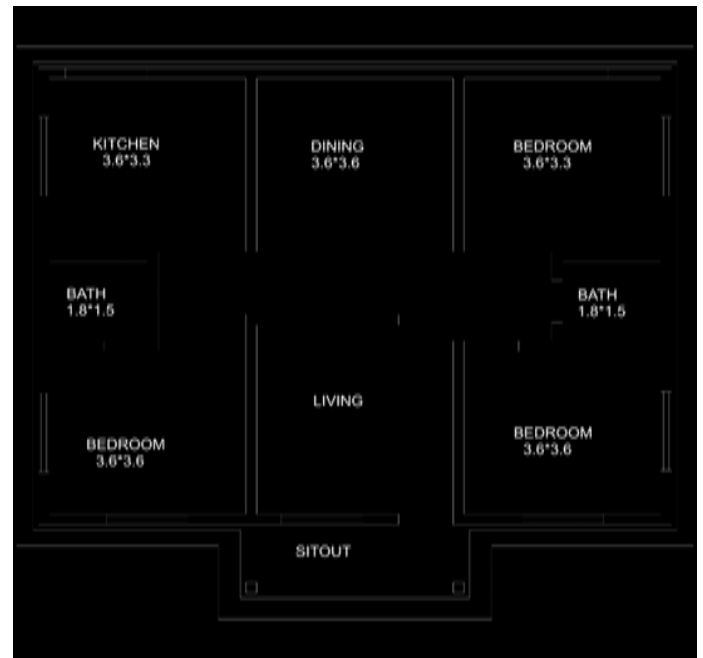 KITCHEN
3.6*3.3
DINING
3.6*3.6
BEDROOM
3.6*3.3
BATH
1.8*1.5
BATH
1.8*1.5
LIVING
BEDROOM
3.6*3.6
BEDROOM
3.6*3.6
SITOUT